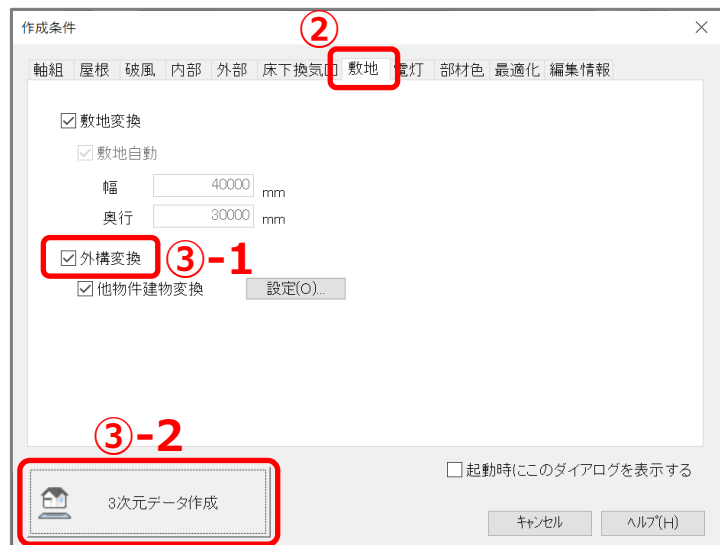 作成条件
②
軸組 屋根 破風 内部 外部 床下換気口 敷地 電灯 部材色 最適化 編集情報
敷地変換
敷地自動
幅 40000 mm
奥行 30000 mm
外構変換 ③-1
他物件建物変換 設定(O)...
③-2
起動時にこのダイアログを表示する
3次元データ作成
キャンセル ヘルプ(H)